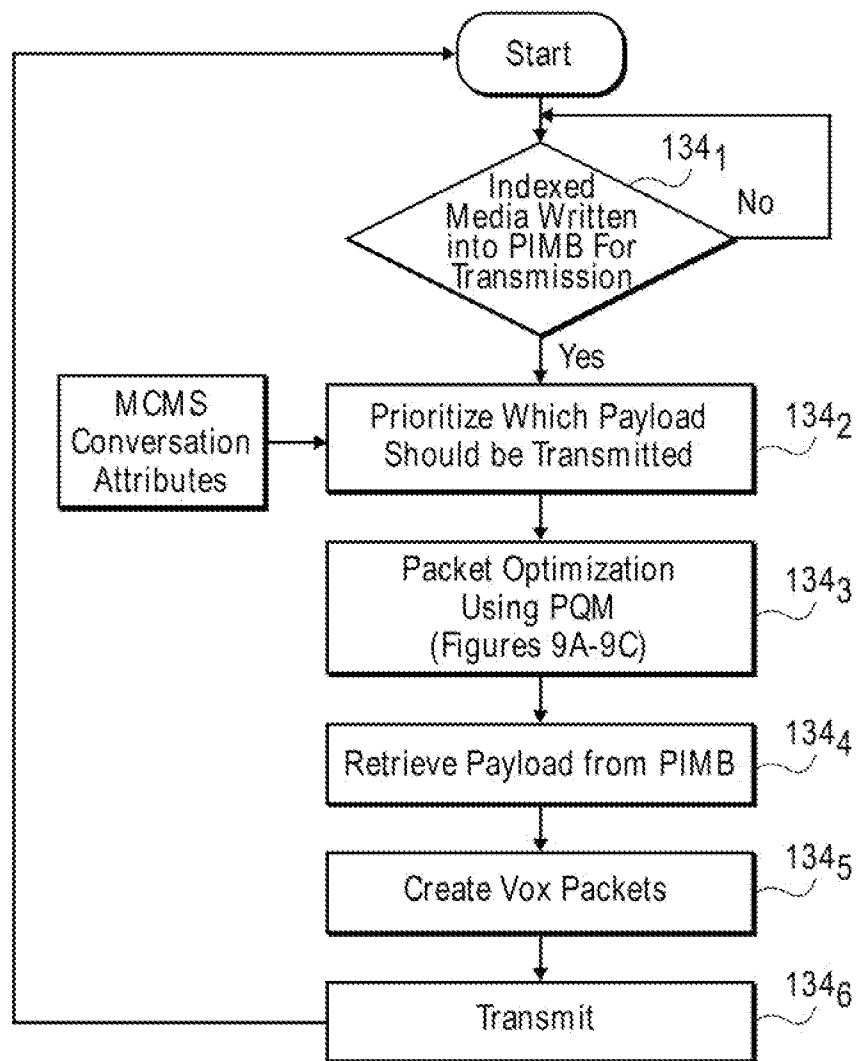 Start
134₁
Indexed
Media Written
into PIMB For
Transmission
No
Yes
MCMS
Conversation
Attributes
Prioritize Which Payload
Should be Transmitted
134₂
Packet Optimization
Using PQM
(Figures 9A-9C)
134₃
Retrieve Payload from PIMB
134₄
Create Vox Packets
134₅
Transmit
134₆